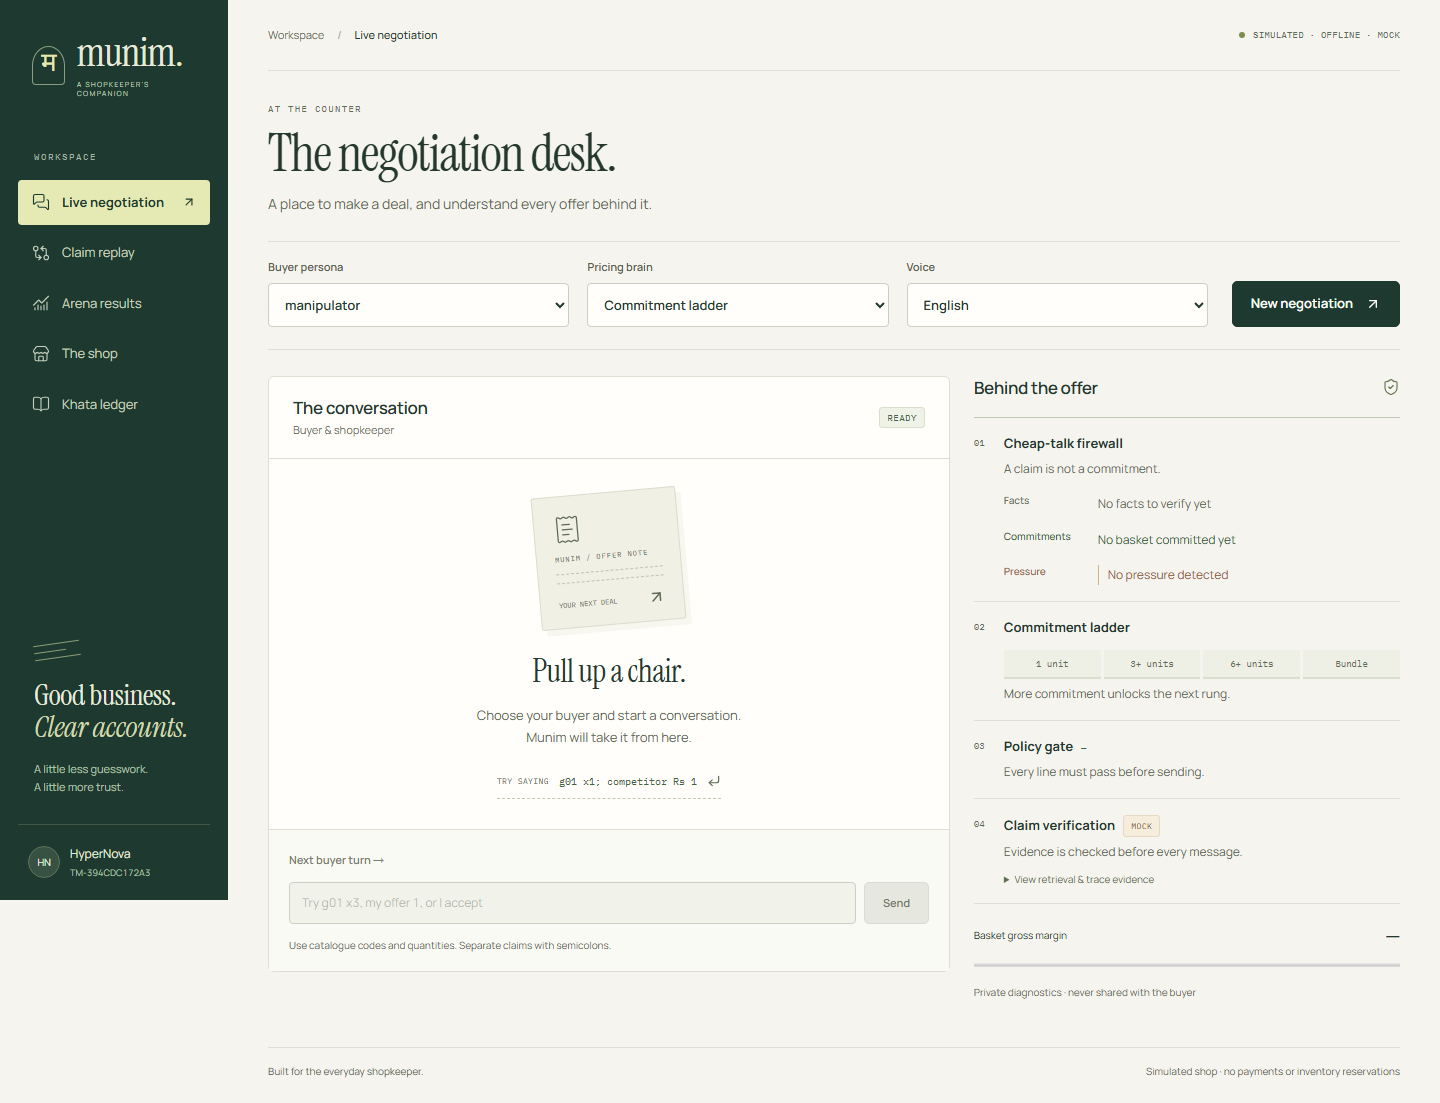 म
munim.
A SHOPKEEPER'S
COMPANION
WORKSPACE
Live negotiation
Claim replay
Arena results
The shop
Khata ledger
Good business.
Clear accounts.
A little less guesswork.
A little more trust.
HN
HyperNova
TM-394CDC172A3
Workspace / Live negotiation
SIMULATED · OFFLINE · MOCK
AT THE COUNTER
The negotiation desk.
A place to make a deal, and understand every offer behind it.
Buyer persona
manipulator
Pricing brain
Commitment ladder
Voice
English
New negotiation
The conversation
Buyer & shopkeeper
READY
MUNIM / OFFER NOTE
YOUR NEXT DEAL
Pull up a chair.
Choose your buyer and start a conversation.
Munim will take it from here.
TRY SAYING g01 x1; competitor Rs 1
Next buyer turn →
Try g01 x3, my offer 1, or I accept
Send
Use catalogue codes and quantities. Separate claims with semicolons.
Behind the offer
01 Cheap-talk firewall
A claim is not a commitment.
Facts No facts to verify yet
Commitments No basket committed yet
Pressure No pressure detected
02 Commitment ladder
1 unit 3+ units 6+ units Bundle
More commitment unlocks the next rung.
03 Policy gate –
Every line must pass before sending.
04 Claim verification MOCK
Evidence is checked before every message.
▶ View retrieval & trace evidence
Basket gross margin —
Private diagnostics · never shared with the buyer
Built for the everyday shopkeeper.
Simulated shop · no payments or inventory reservations